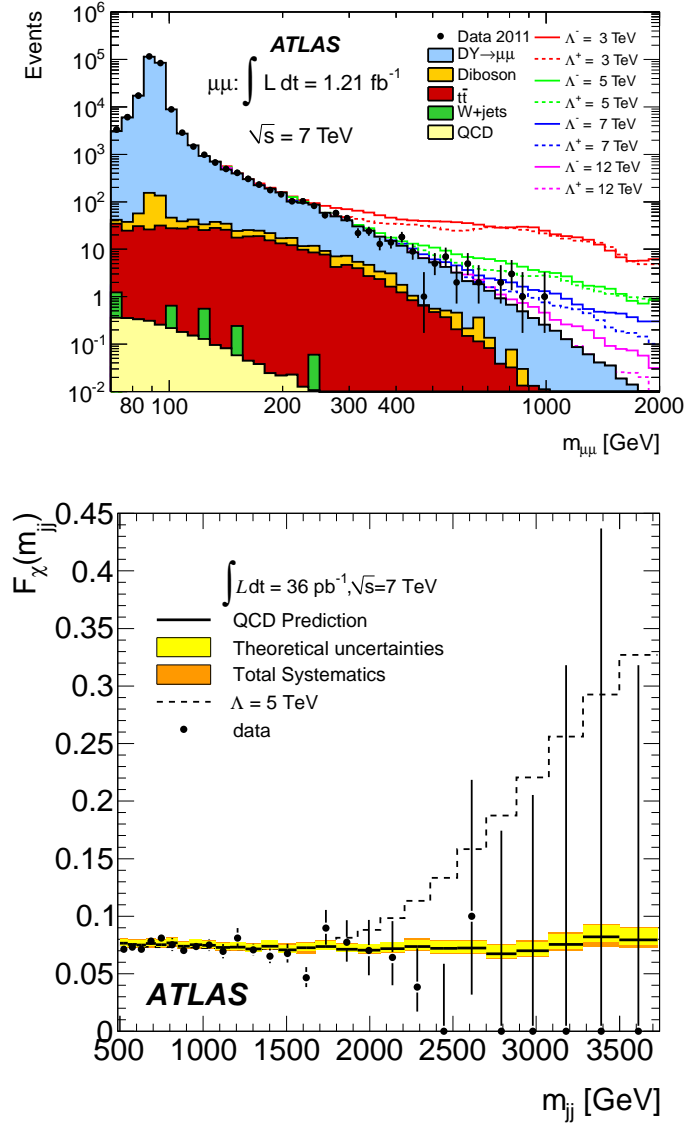 Events
10^6
10^5
10^4
10^3
10^2
10
1
10^-1
10^-2
ATLAS
μμ: ∫ L dt = 1.21 fb^-1
√s = 7 TeV
Data 2011
DY→μμ
Diboson
tt̄
W+jets
QCD
Λ^- = 3 TeV
Λ^+ = 3 TeV
Λ^- = 5 TeV
Λ^+ = 5 TeV
Λ^- = 7 TeV
Λ^+ = 7 TeV
Λ^- = 12 TeV
Λ^+ = 12 TeV
80 100 200 300 400 1000 2000
m_μμ [GeV]
F_χ(m_jj)
0.45
0.4
0.35
0.3
0.25
0.2
0.15
0.1
0.05
0
∫ L dt = 36 pb^-1, √s=7 TeV
QCD Prediction
Theoretical uncertainties
Total Systematics
Λ = 5 TeV
data
ATLAS
500 1000 1500 2000 2500 3000 3500
m_jj [GeV]